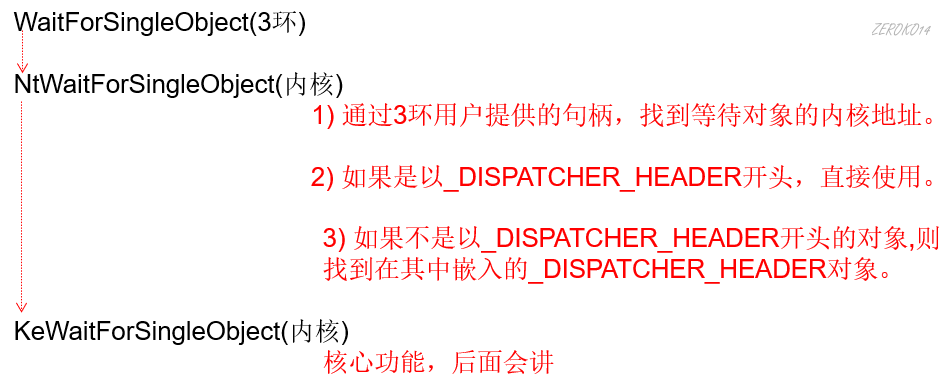 WaitForSingleObject(3环)
ZEROKO14
NtWaitForSingleObject(内核)
1) 通过3环用户提供的句柄，找到等待对象的内核地址。
2) 如果是以_DISPATCHER_HEADER开头，直接使用。
3) 如果不是以_DISPATCHER_HEADER开头的对象,则
找到在其中嵌入的_DISPATCHER_HEADER对象。
KeWaitForSingleObject(内核)
核心功能，后面会讲